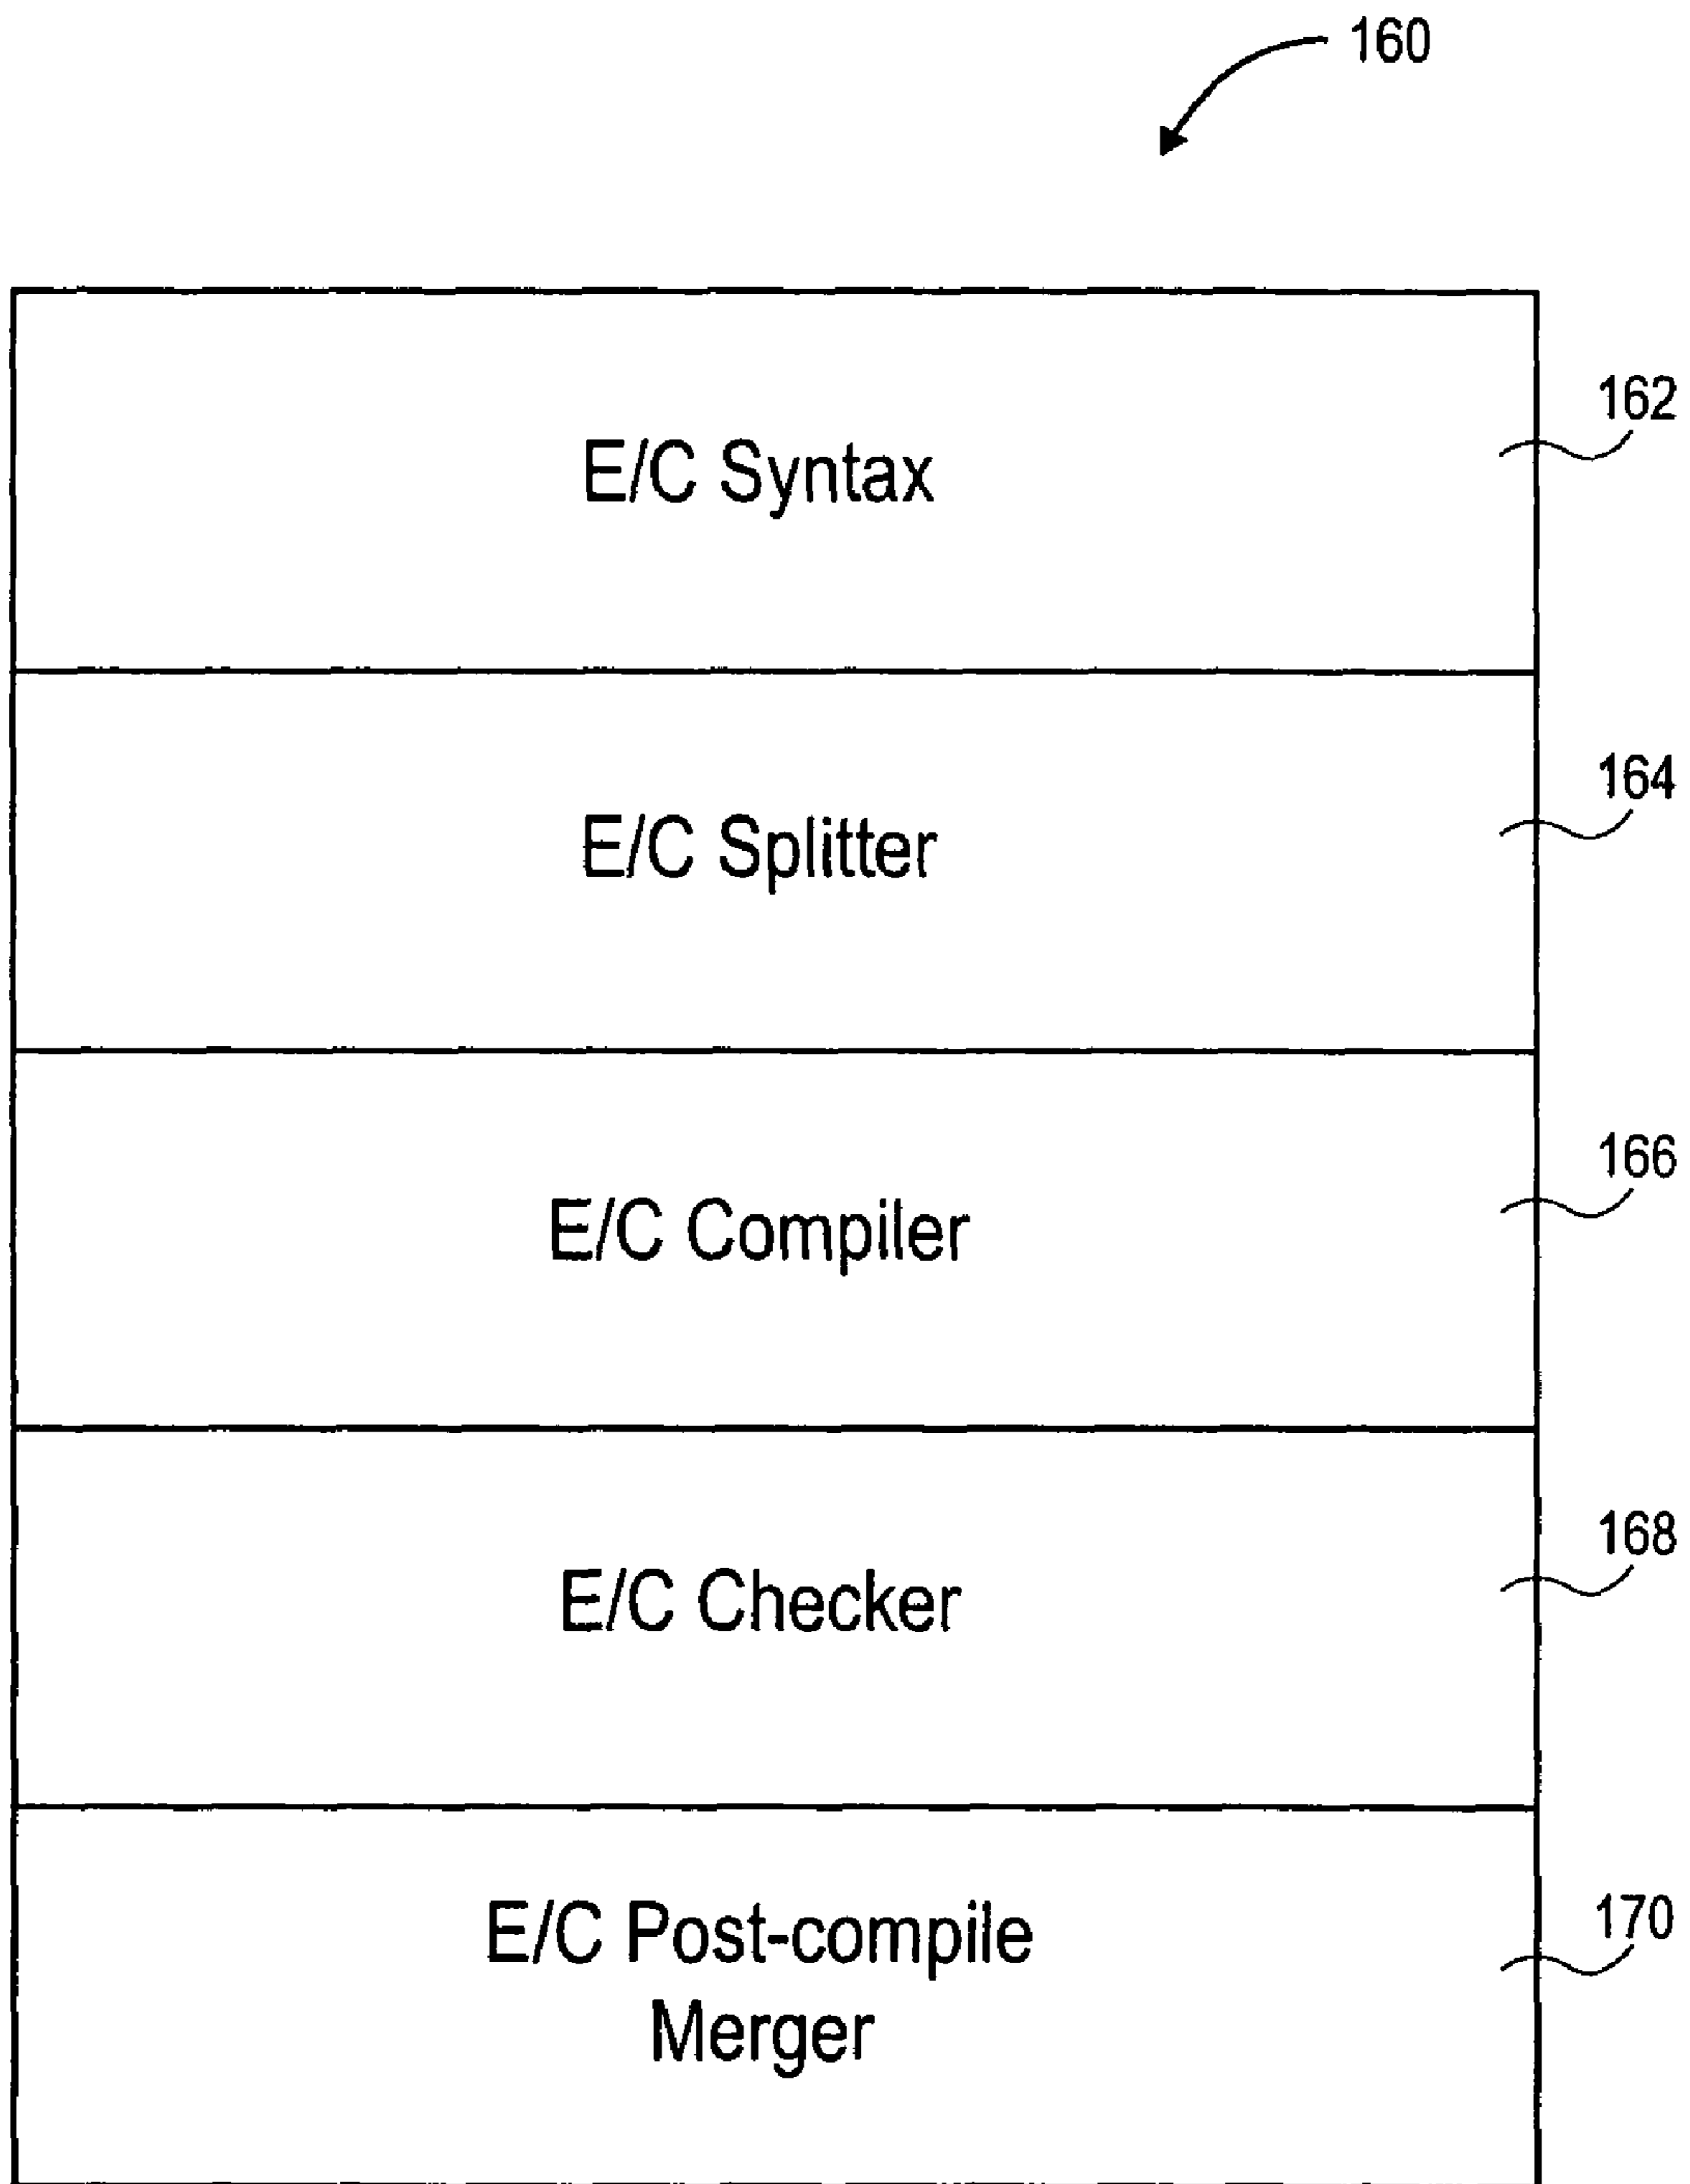 160
E/C Syntax
162
E/C Splitter
164
E/C Compiler
166
E/C Checker
168
E/C Post-compile
Merger
170